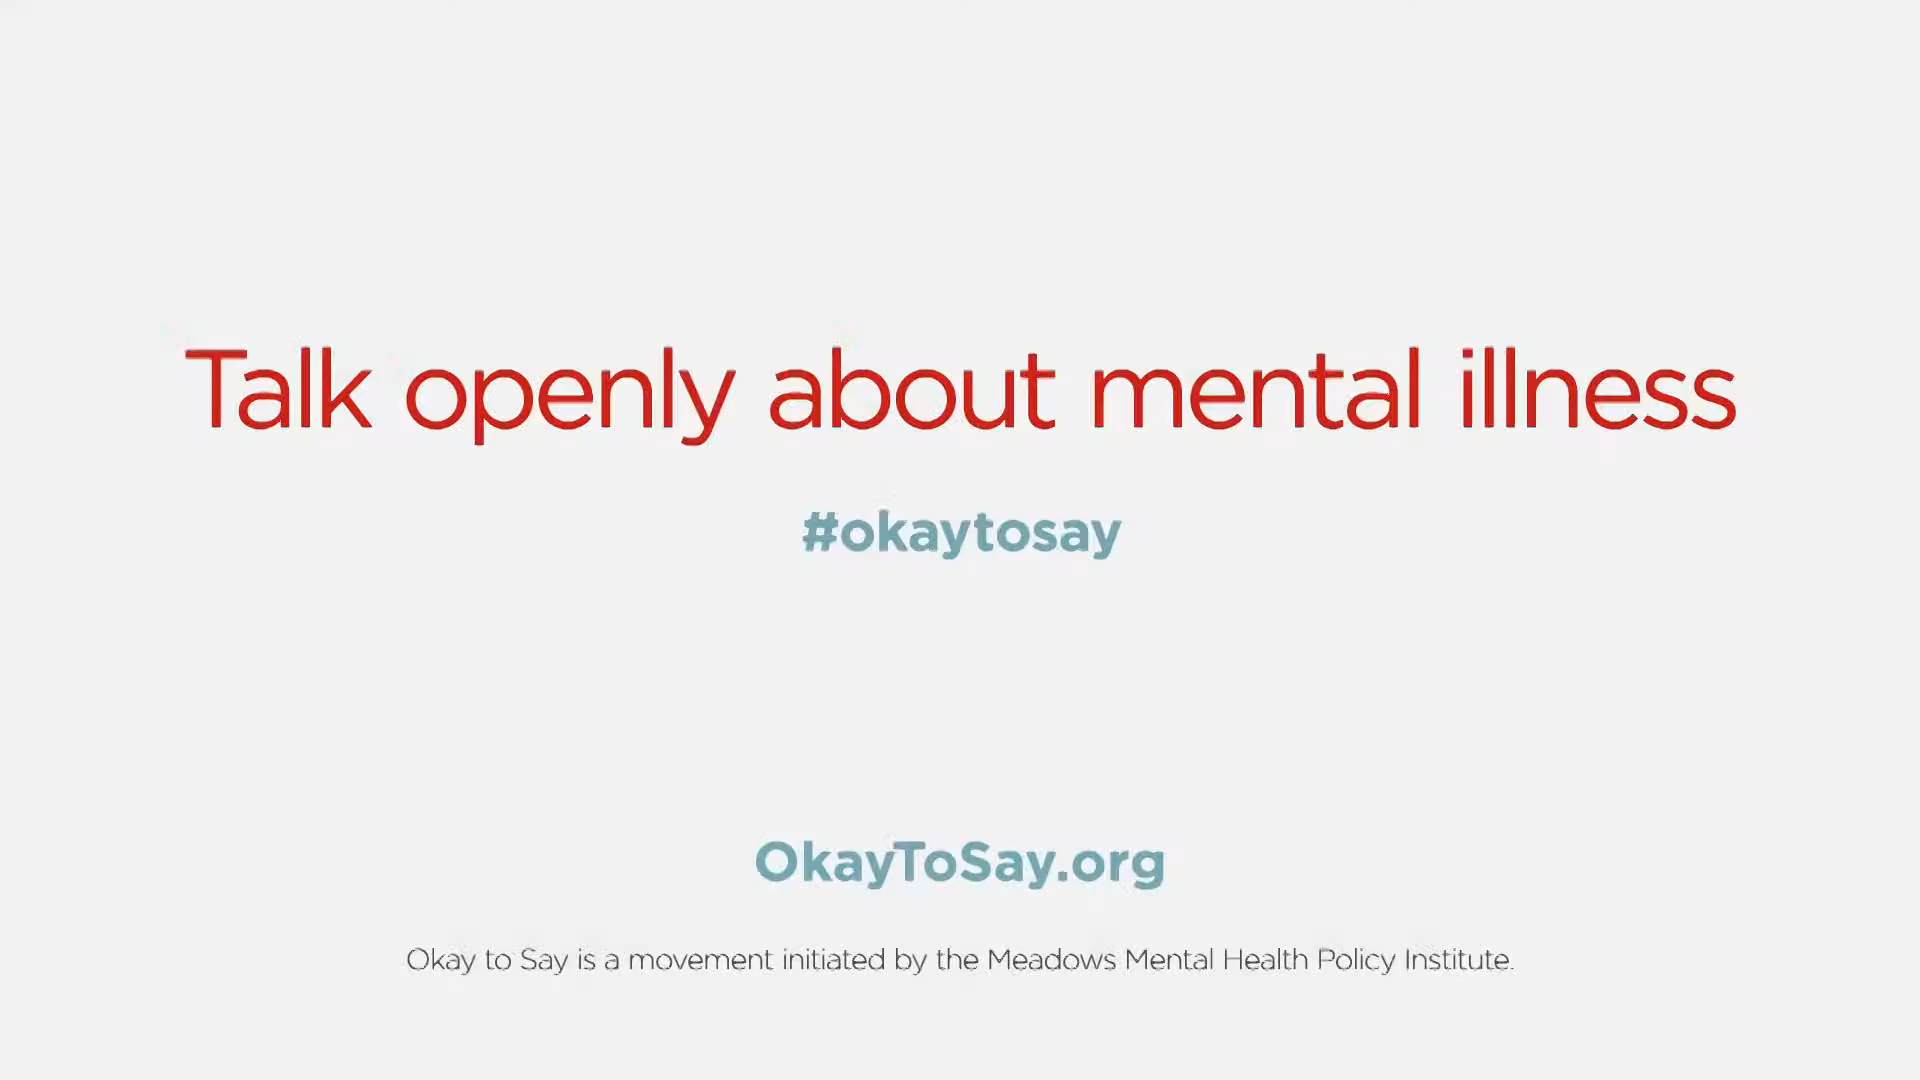 Talk openly about mental illness
#okaytosay
OkayToSay.org
Okay to Say is a movement initiated by the Meadows Mental Health Policy Institute.